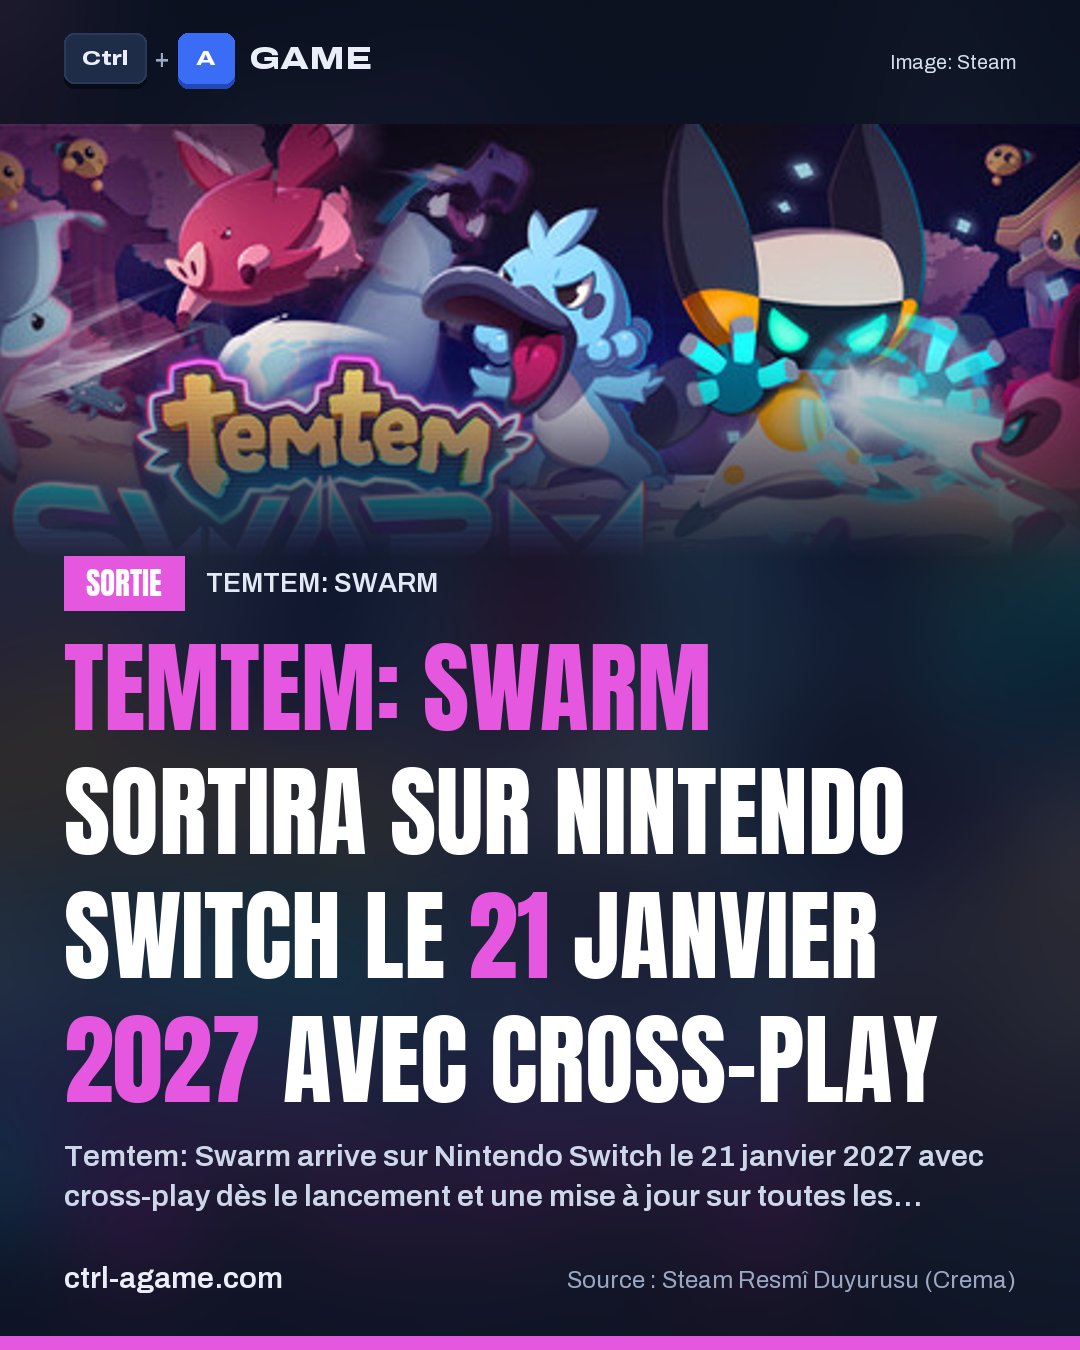 Ctrl + A GAME
Image: Steam
temtem
SWARM
SORTIE TEMTEM: SWARM
TEMTEM: SWARM
SORTIRA SUR NINTENDO
SWITCH LE 21 JANVIER
2027 AVEC CROSS-PLAY
Temtem: Swarm arrive sur Nintendo Switch le 21 janvier 2027 avec
cross-play dès le lancement et une mise à jour sur toutes les...
ctrl-agame.com
Source : Steam Resmî Duyurusu (Crema)